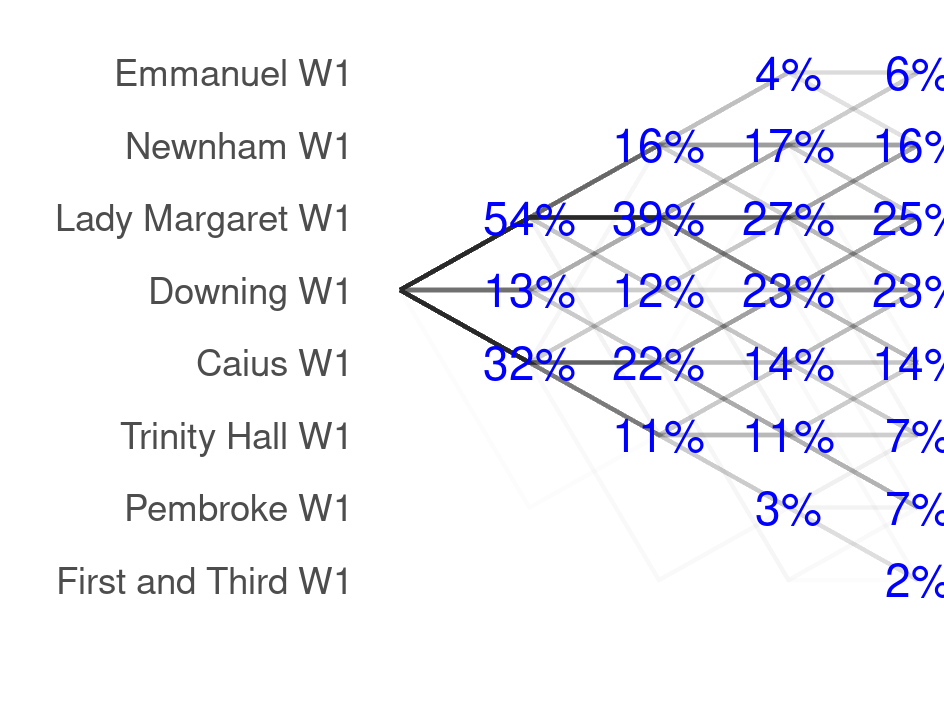 Emmanuel W1 4% 6%
Newnham W1 16% 17% 16%
Lady Margaret W1 54% 39% 27% 25%
Downing W1 13% 12% 23% 23%
Caius W1 32% 22% 14% 14%
Trinity Hall W1 11% 11% 7%
Pembroke W1 3% 7%
First and Third W1 2%